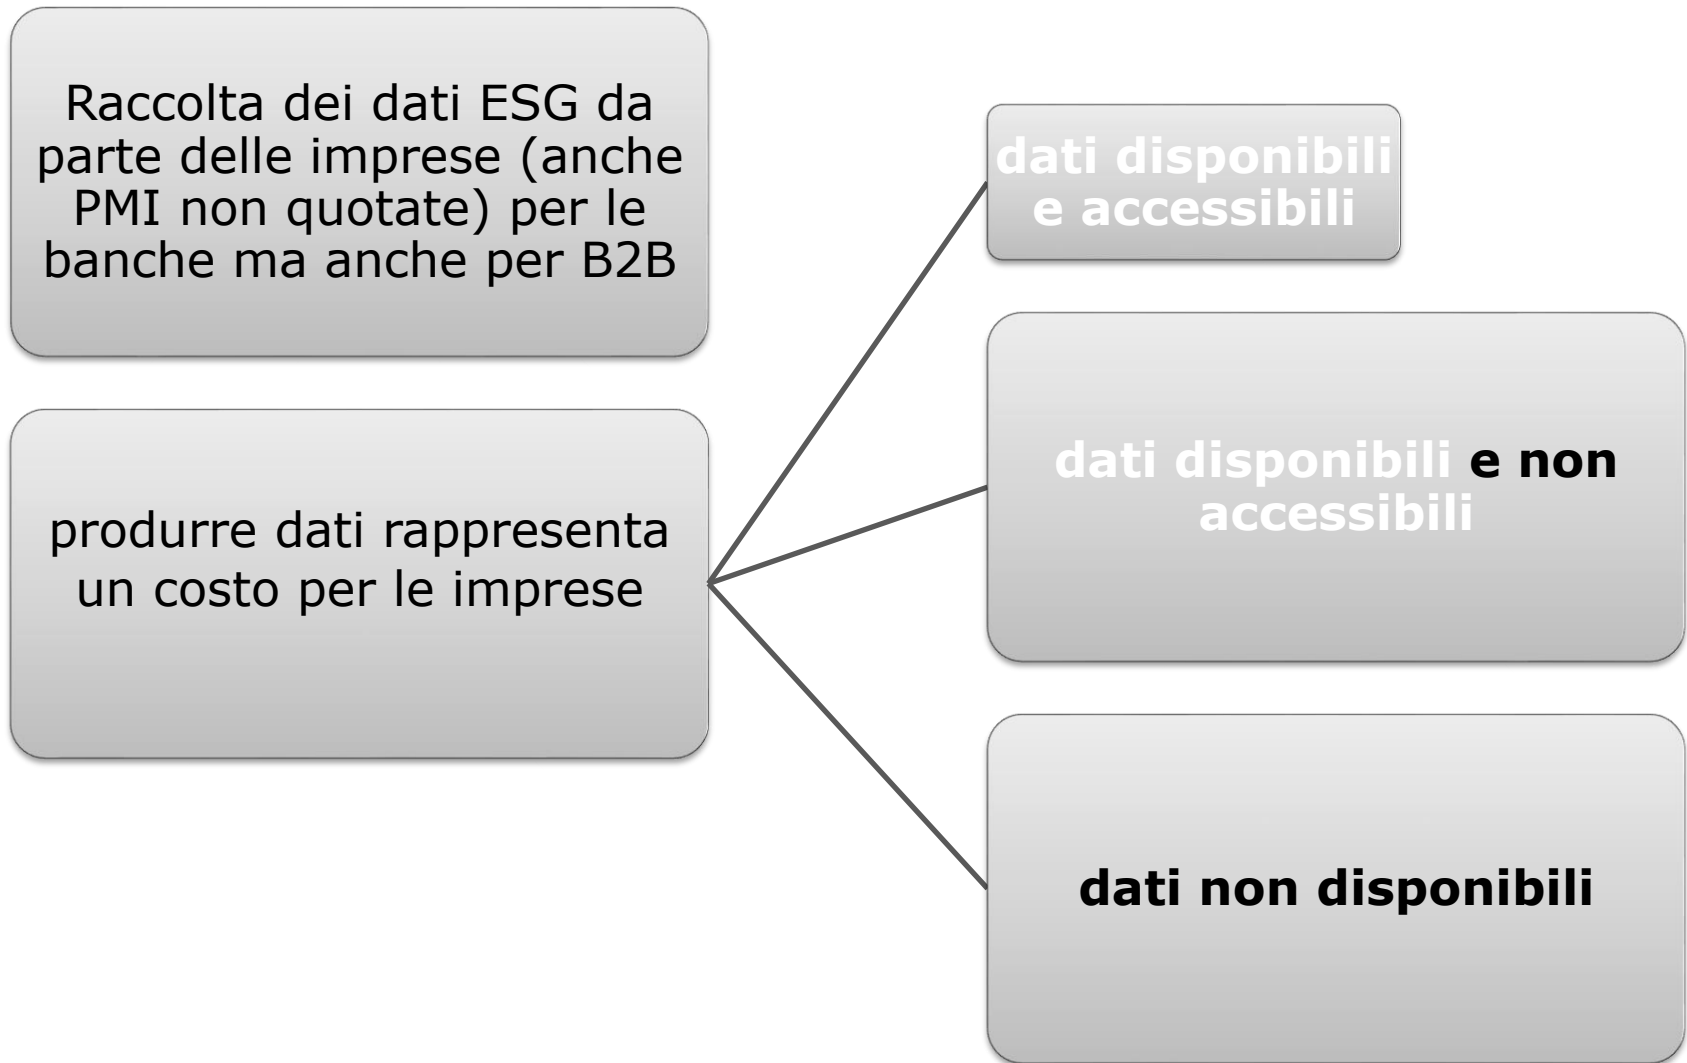 Raccolta dei dati ESG da
parte delle imprese (anche
PMI non quotate) per le
banche ma anche per B2B
produrre dati rappresenta
un costo per le imprese
dati disponibili
e accessibili
dati disponibili e non
accessibili
dati non disponibili